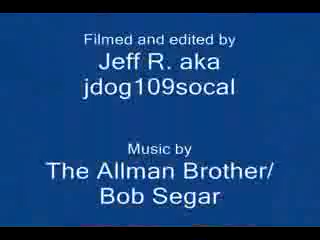 Filmed and edited by
Jeff R. aka
jdog109socal
Music by
The Allman Brother/
Bob Segar